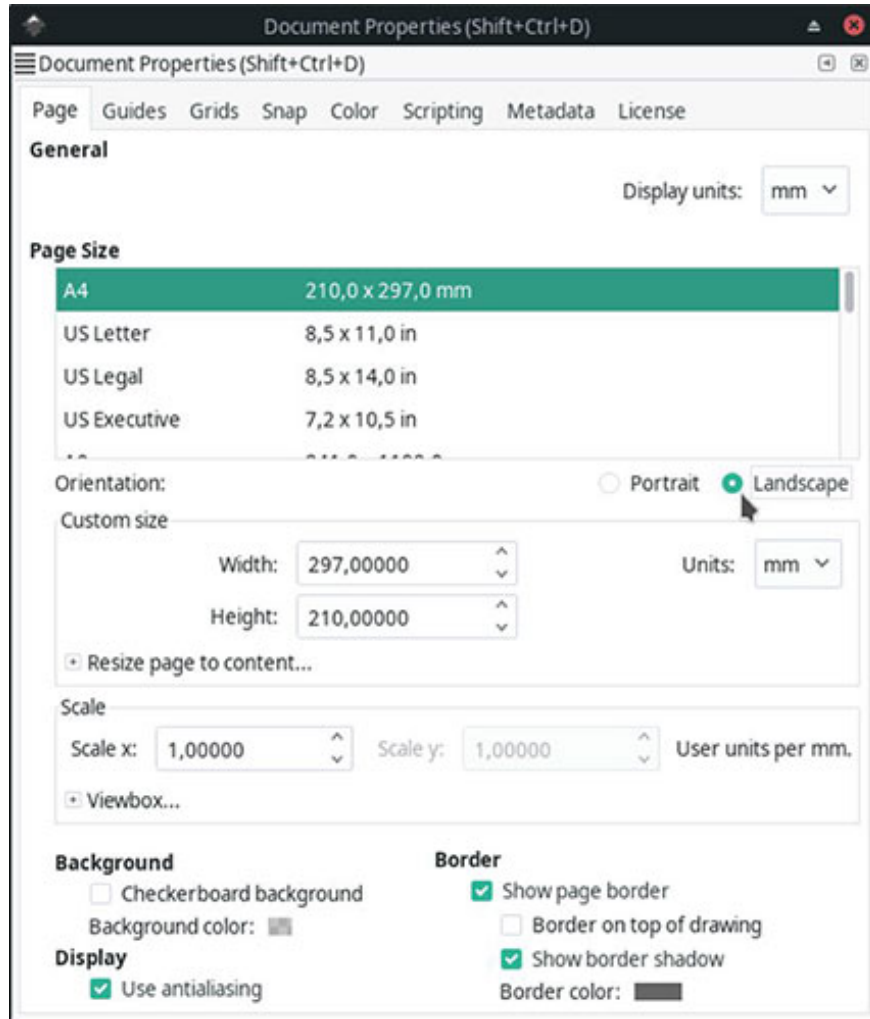 Document Properties (Shift+Ctrl+D)
Document Properties (Shift+Ctrl+D)
Page Guides Grids Snap Color Scripting Metadata License
General
Display units: mm
Page Size
A4 210,0 x 297,0 mm
US Letter 8,5 x 11,0 in
US Legal 8,5 x 14,0 in
US Executive 7,2 x 10,5 in
Orientation: Portrait Landscape
Custom size
Width: 297,00000 Units: mm
Height: 210,00000
Resize page to content...
Scale
Scale x: 1,00000 Scale y: 1,00000 User units per mm.
Viewbox...
Background Border
Checkerboard background Show page border
Background color: Border on top of drawing
Display Show border shadow
Use antialiasing Border color: